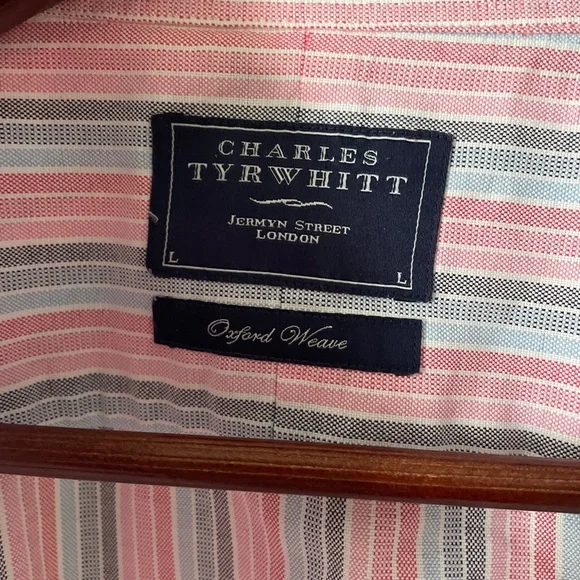 CHARLES
TYRWHITT
JERMYN STREET
LONDON
L L
Oxford Weave